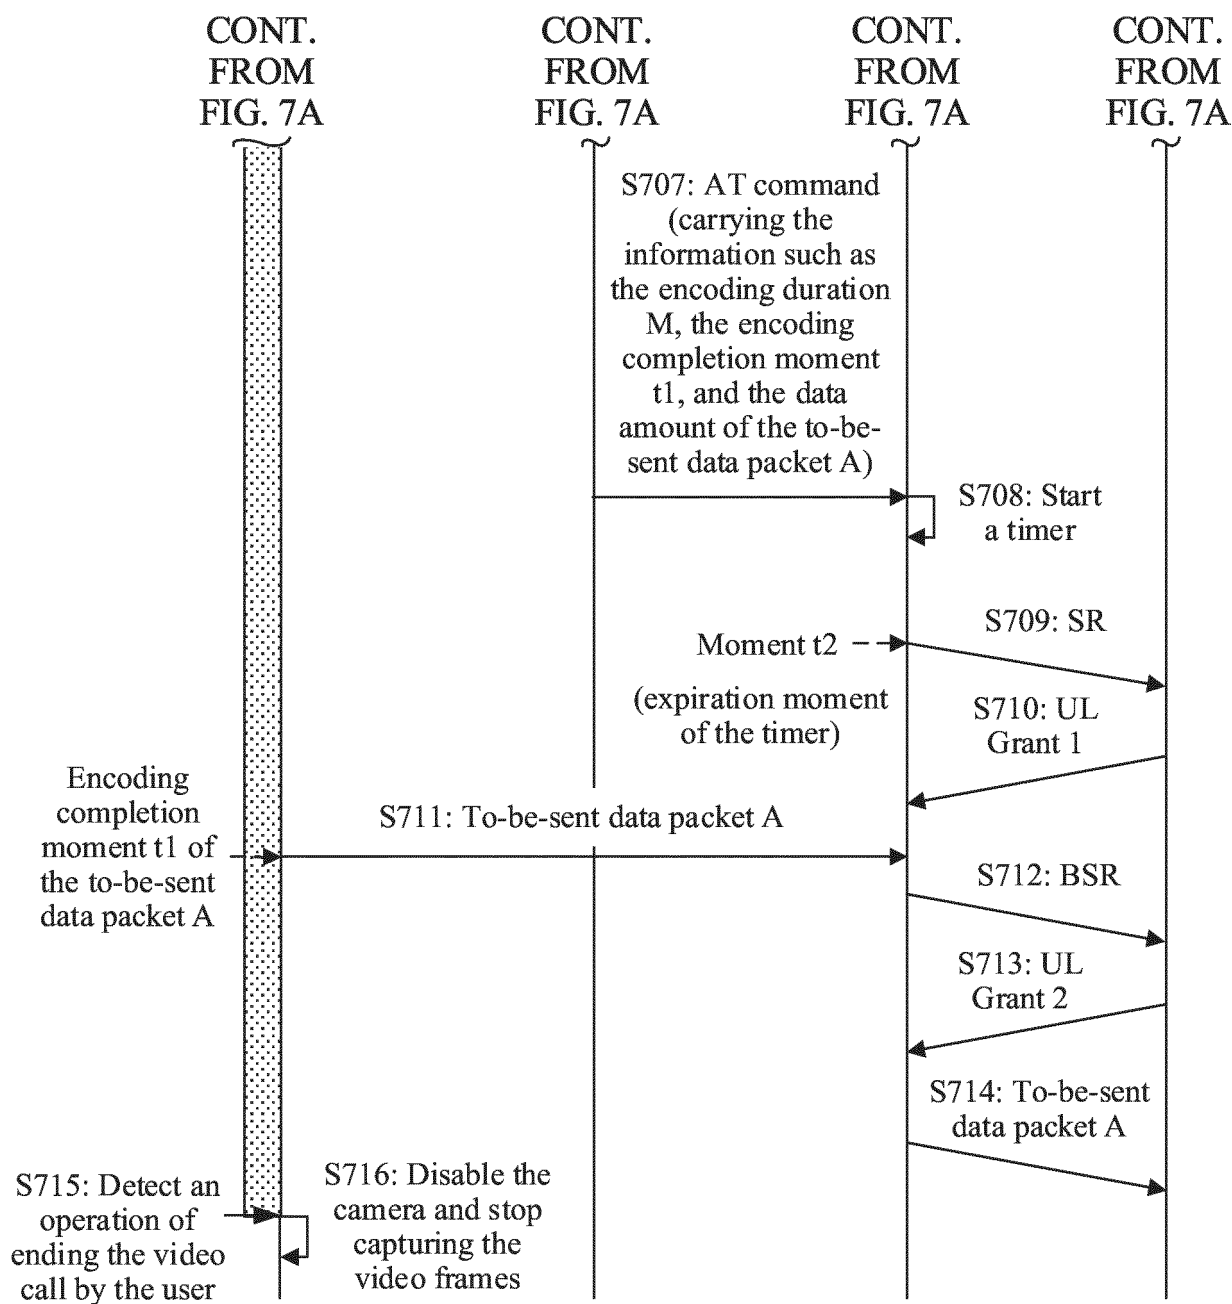 CONT.
FROM
FIG. 7A
CONT.
FROM
FIG. 7A
CONT.
FROM
FIG. 7A
CONT.
FROM
FIG. 7A
S707: AT command
(carrying the
information such as
the encoding duration
M, the encoding
completion moment
t1, and the data
amount of the to-be-
sent data packet A)
S708: Start
a timer
S709: SR
Moment t2
(expiration moment
of the timer)
S710: UL
Grant 1
Encoding
completion
moment t1 of
the to-be-sent
data packet A
S711: To-be-sent data packet A
S712: BSR
S713: UL
Grant 2
S714: To-be-sent
data packet A
S715: Detect an
operation of
ending the video
call by the user
S716: Disable the
camera and stop
capturing the
video frames